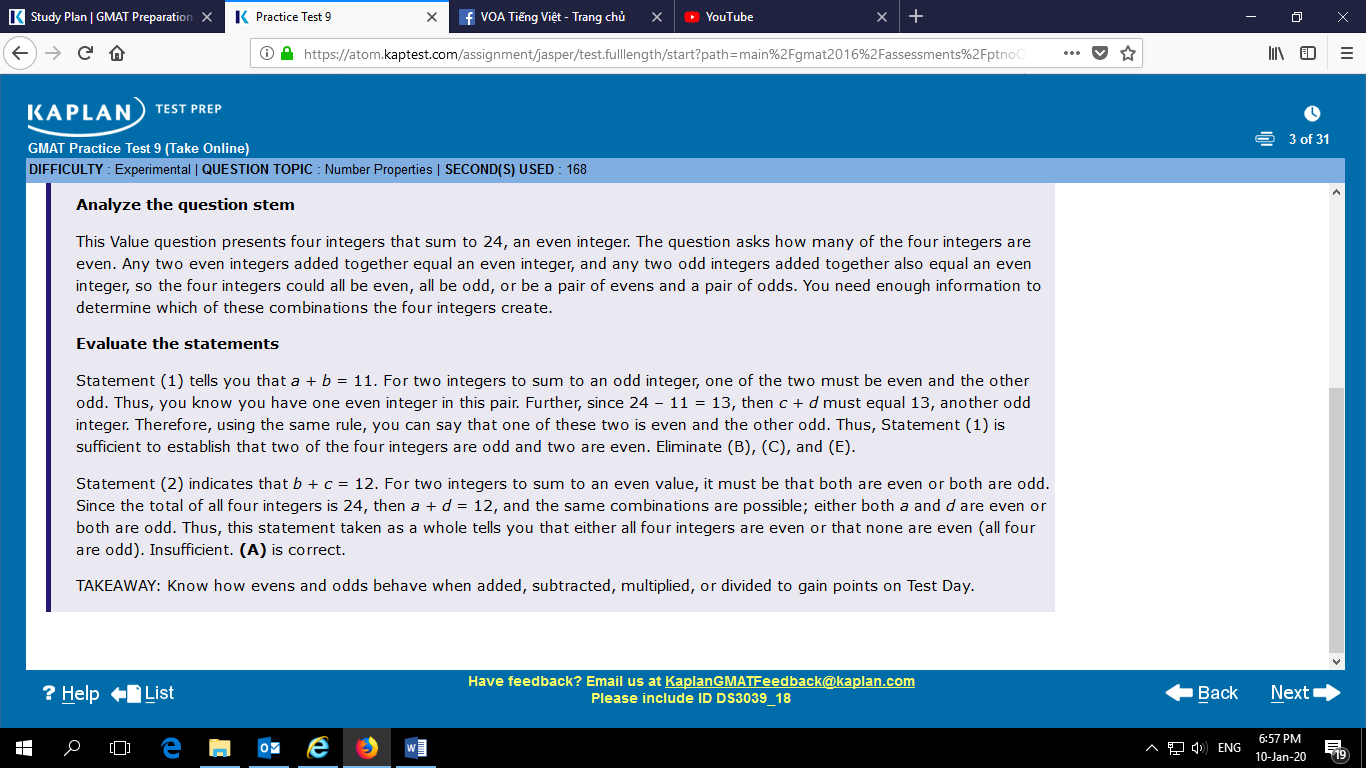 Study Plan | GMAT Preparation
Practice Test 9
VOA Tiếng Việt - Trang chủ
YouTube
https://atom.kaptest.com/assignment/jasper/test.fulllength/start?path=main%2Fgmat2016%2Fassessments%2Fptno
KAPLAN TEST PREP
GMAT Practice Test 9 (Take Online)
3 of 31
DIFFICULTY : Experimental | QUESTION TOPIC : Number Properties | SECOND(S) USED : 168
Analyze the question stem
This Value question presents four integers that sum to 24, an even integer. The question asks how many of the four integers are
even. Any two even integers added together equal an even integer, and any two odd integers added together also equal an even
integer, so the four integers could all be even, all be odd, or be a pair of evens and a pair of odds. You need enough information to
determine which of these combinations the four integers create.
Evaluate the statements
Statement (1) tells you that a + b = 11. For two integers to sum to an odd integer, one of the two must be even and the other
odd. Thus, you know you have one even integer in this pair. Further, since 24 – 11 = 13, then c + d must equal 13, another odd
integer. Therefore, using the same rule, you can say that one of these two is even and the other odd. Thus, Statement (1) is
sufficient to establish that two of the four integers are odd and two are even. Eliminate (B), (C), and (E).
Statement (2) indicates that b + c = 12. For two integers to sum to an even value, it must be that both are even or both are odd.
Since the total of all four integers is 24, then a + d = 12, and the same combinations are possible; either both a and d are even or
both are odd. Thus, this statement taken as a whole tells you that either all four integers are even or that none are even (all four
are odd). Insufficient. (A) is correct.
TAKEAWAY: Know how evens and odds behave when added, subtracted, multiplied, or divided to gain points on Test Day.
? Help List
Have feedback? Email us at KaplanGMATFeedback@kaplan.com
Please include ID DS3039_18
Back Next
ENG
6:57 PM
10-Jan-20
19